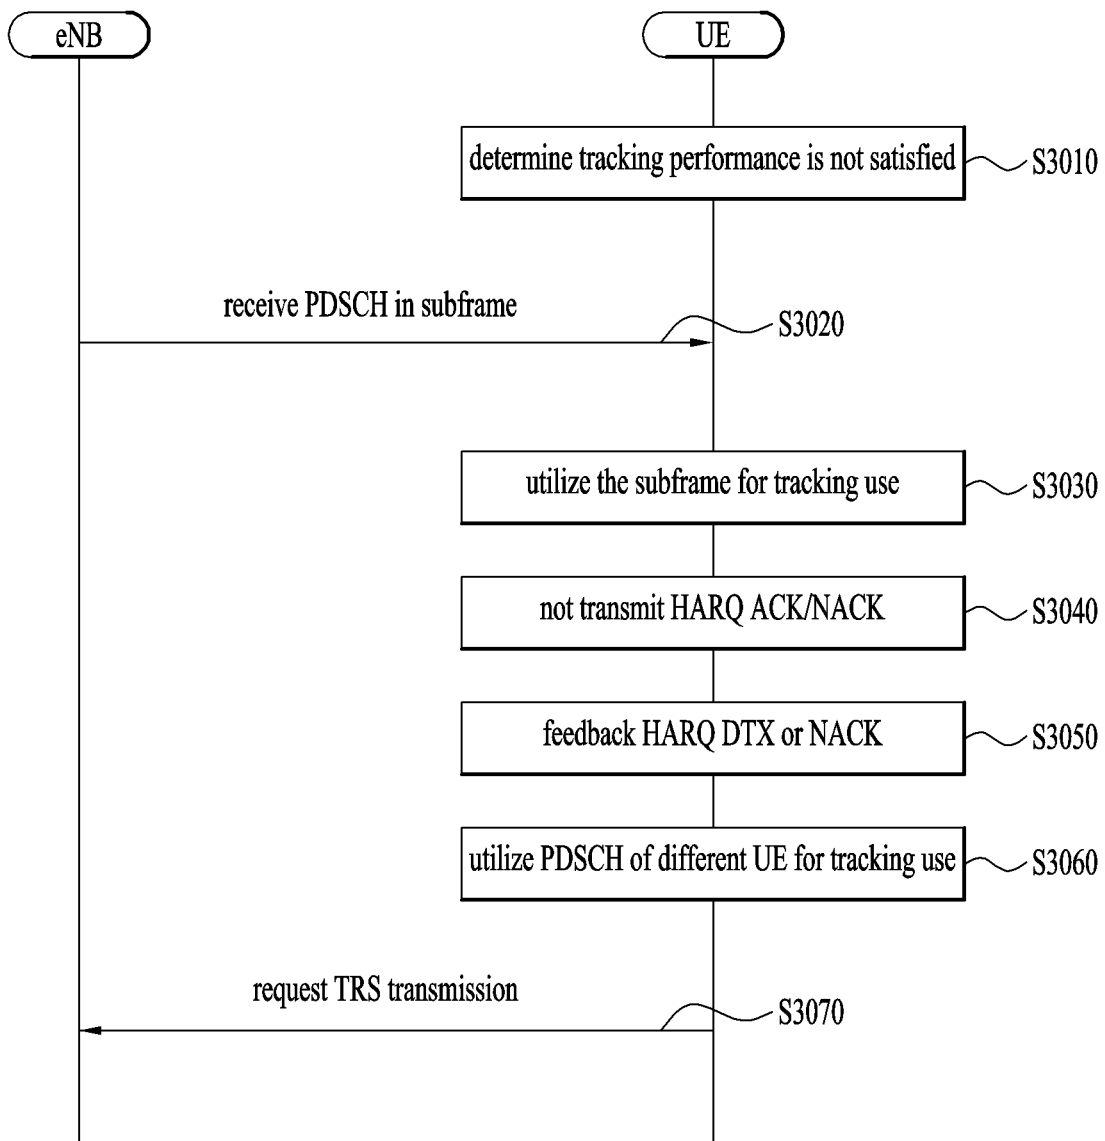 eNB
UE
determine tracking performance is not satisfied
S3010
receive PDSCH in subframe
S3020
utilize the subframe for tracking use
S3030
not transmit HARQ ACK/NACK
S3040
feedback HARQ DTX or NACK
S3050
utilize PDSCH of different UE for tracking use
S3060
request TRS transmission
S3070